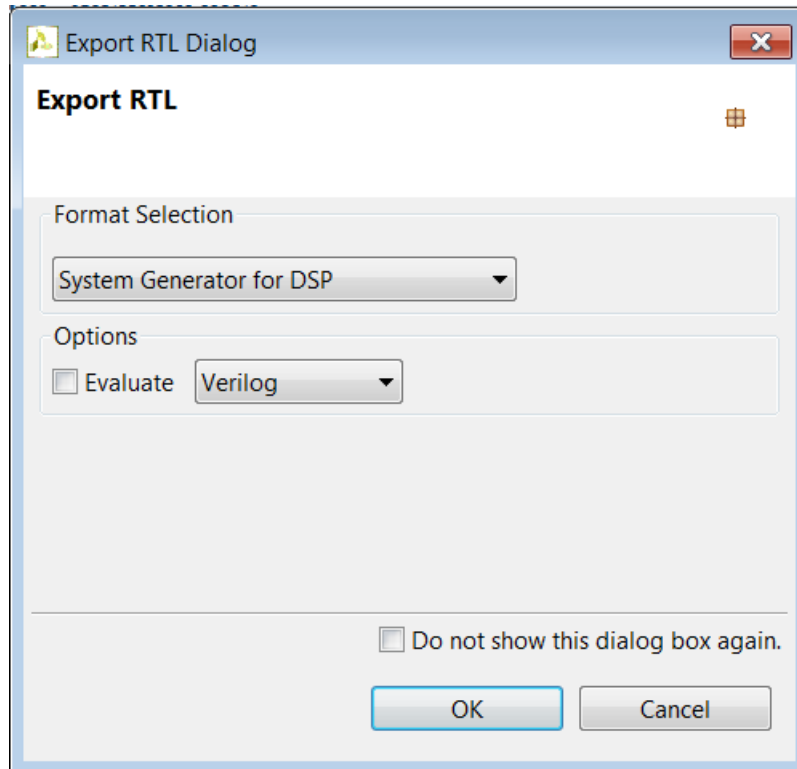 Export RTL Dialog
Export RTL
Format Selection
System Generator for DSP
Options
Evaluate Verilog
Do not show this dialog box again.
OK Cancel